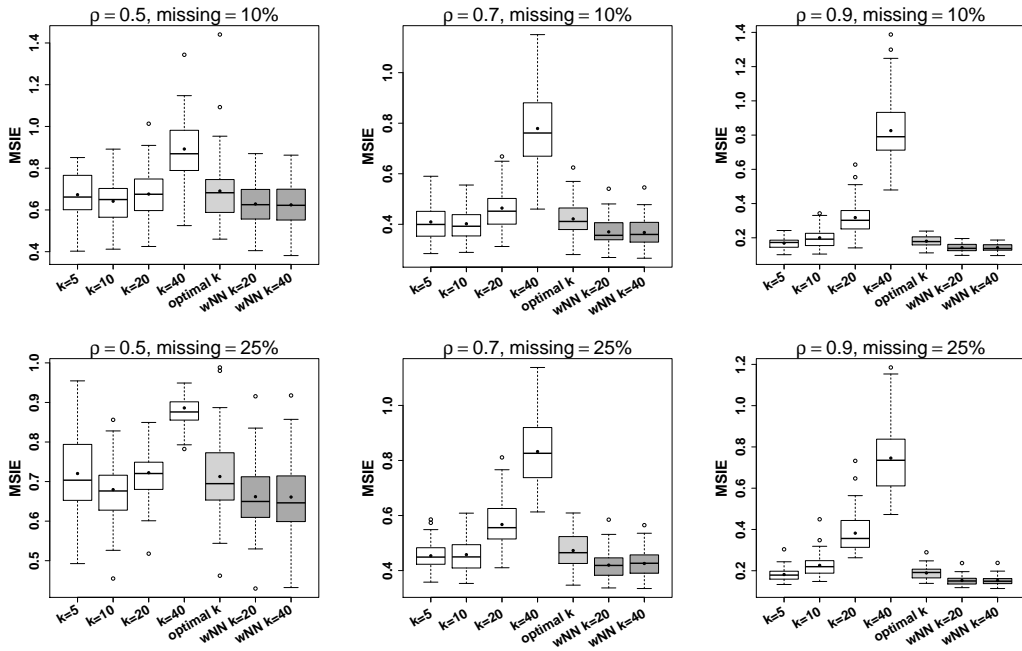 ρ = 0.5, missing = 10%
MSIE
0.4 0.6 0.8 1.0 1.2 1.4
k=5 k=10 k=20 k=40 optimal k wNN k=20 wNN k=40
ρ = 0.7, missing = 10%
MSIE
0.4 0.6 0.8 1.0
k=5 k=10 k=20 k=40 optimal k wNN k=20 wNN k=40
ρ = 0.9, missing = 10%
MSIE
0.2 0.4 0.6 0.8 1.0 1.2 1.4
k=5 k=10 k=20 k=40 optimal k wNN k=20 wNN k=40
ρ = 0.5, missing = 25%
MSIE
0.5 0.6 0.7 0.8 0.9 1.0
k=5 k=10 k=20 k=40 optimal k wNN k=20 wNN k=40
ρ = 0.7, missing = 25%
MSIE
0.4 0.6 0.8 1.0
k=5 k=10 k=20 k=40 optimal k wNN k=20 wNN k=40
ρ = 0.9, missing = 25%
MSIE
0.2 0.4 0.6 0.8 1.0 1.2
k=5 k=10 k=20 k=40 optimal k wNN k=20 wNN k=40